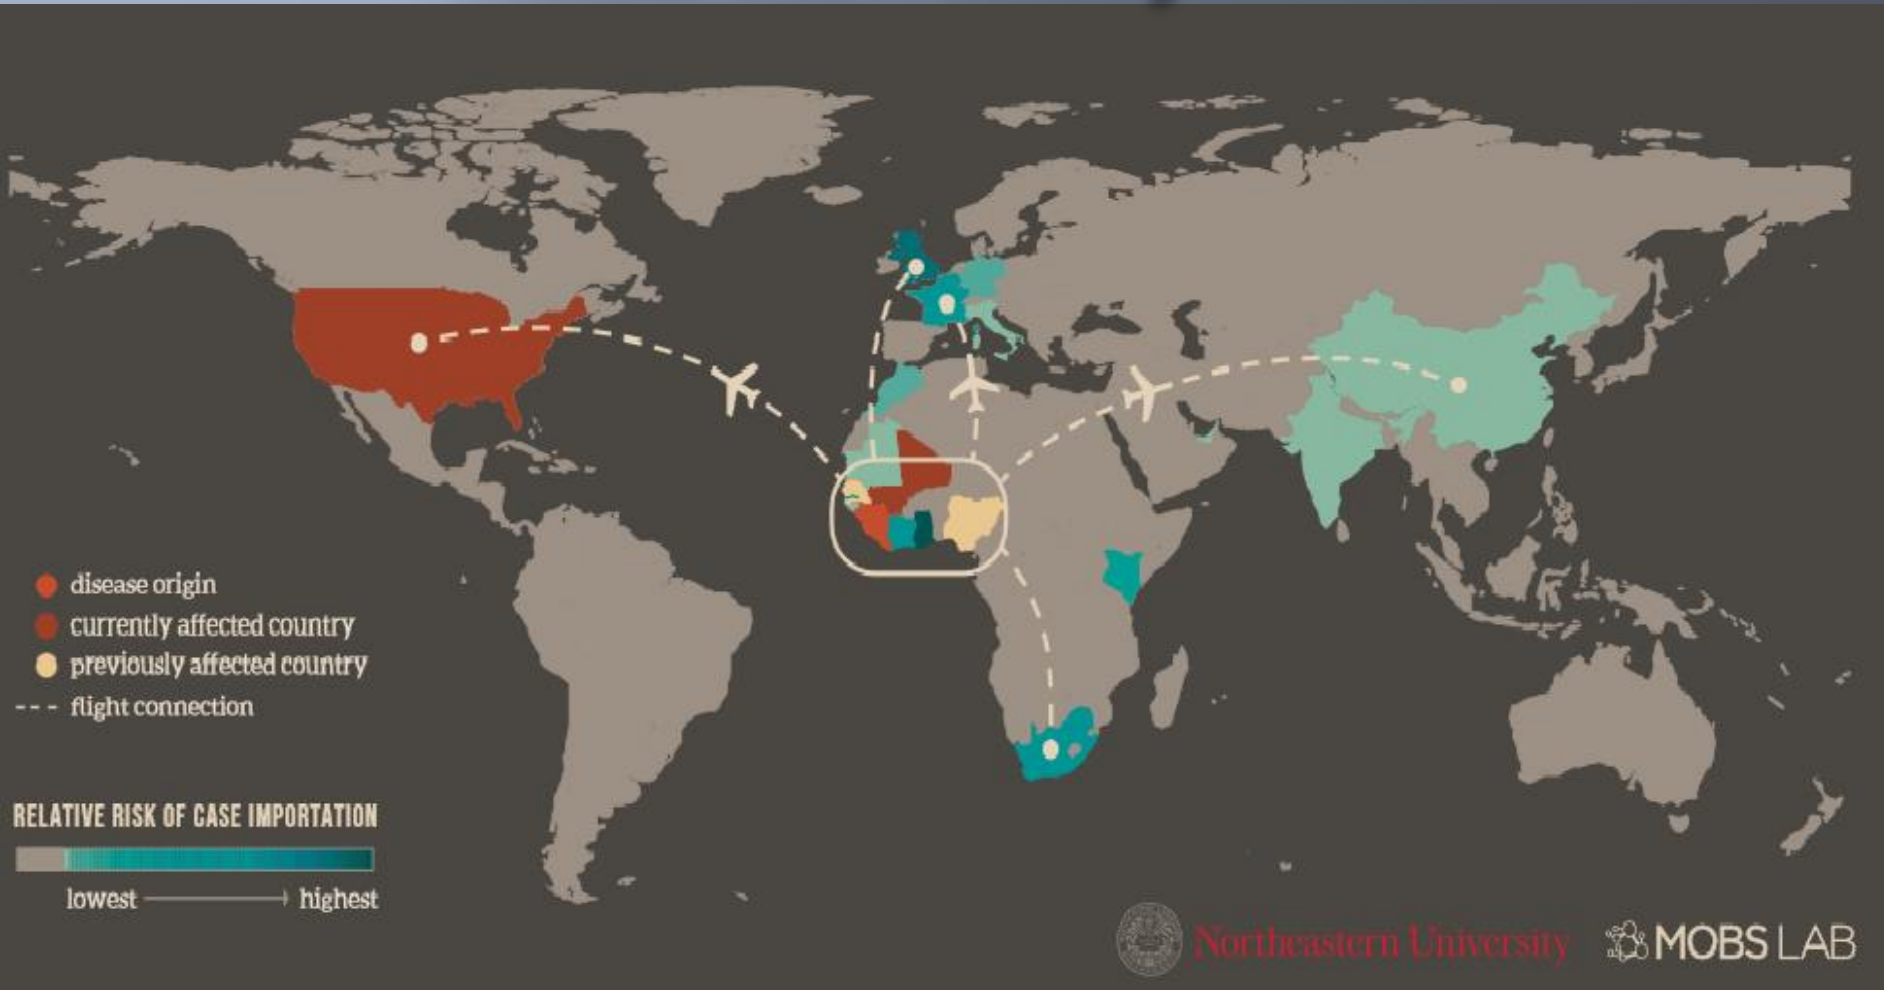 disease origin
currently affected country
previously affected country
flight connection
RELATIVE RISK OF CASE IMPORTATION
lowest
highest
Northeastern University
MOBS LAB